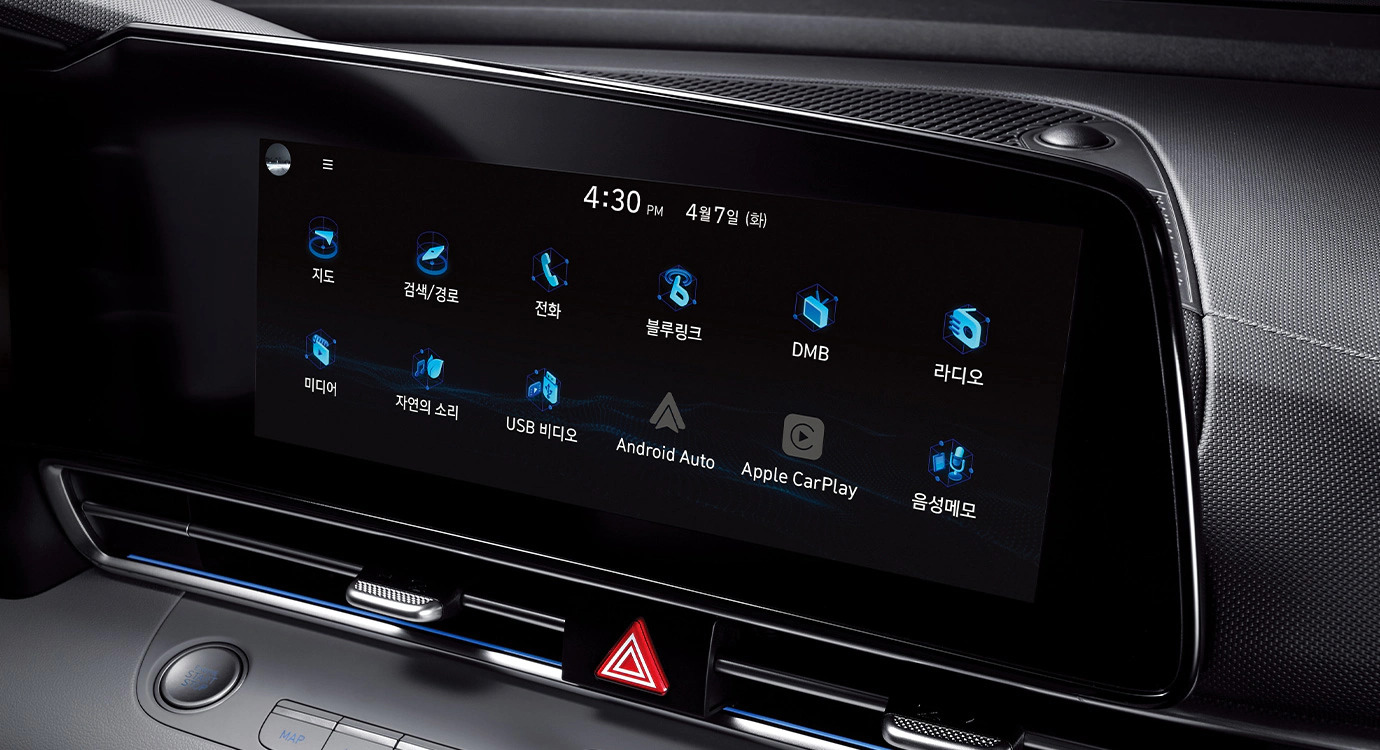 4:30 PM 4월 7일 (화)
지도
검색/경로
전화
블루링크
DMB
라디오
미디어
자연의 소리
USB 비디오
Android Auto
Apple CarPlay
음성메모
MAP